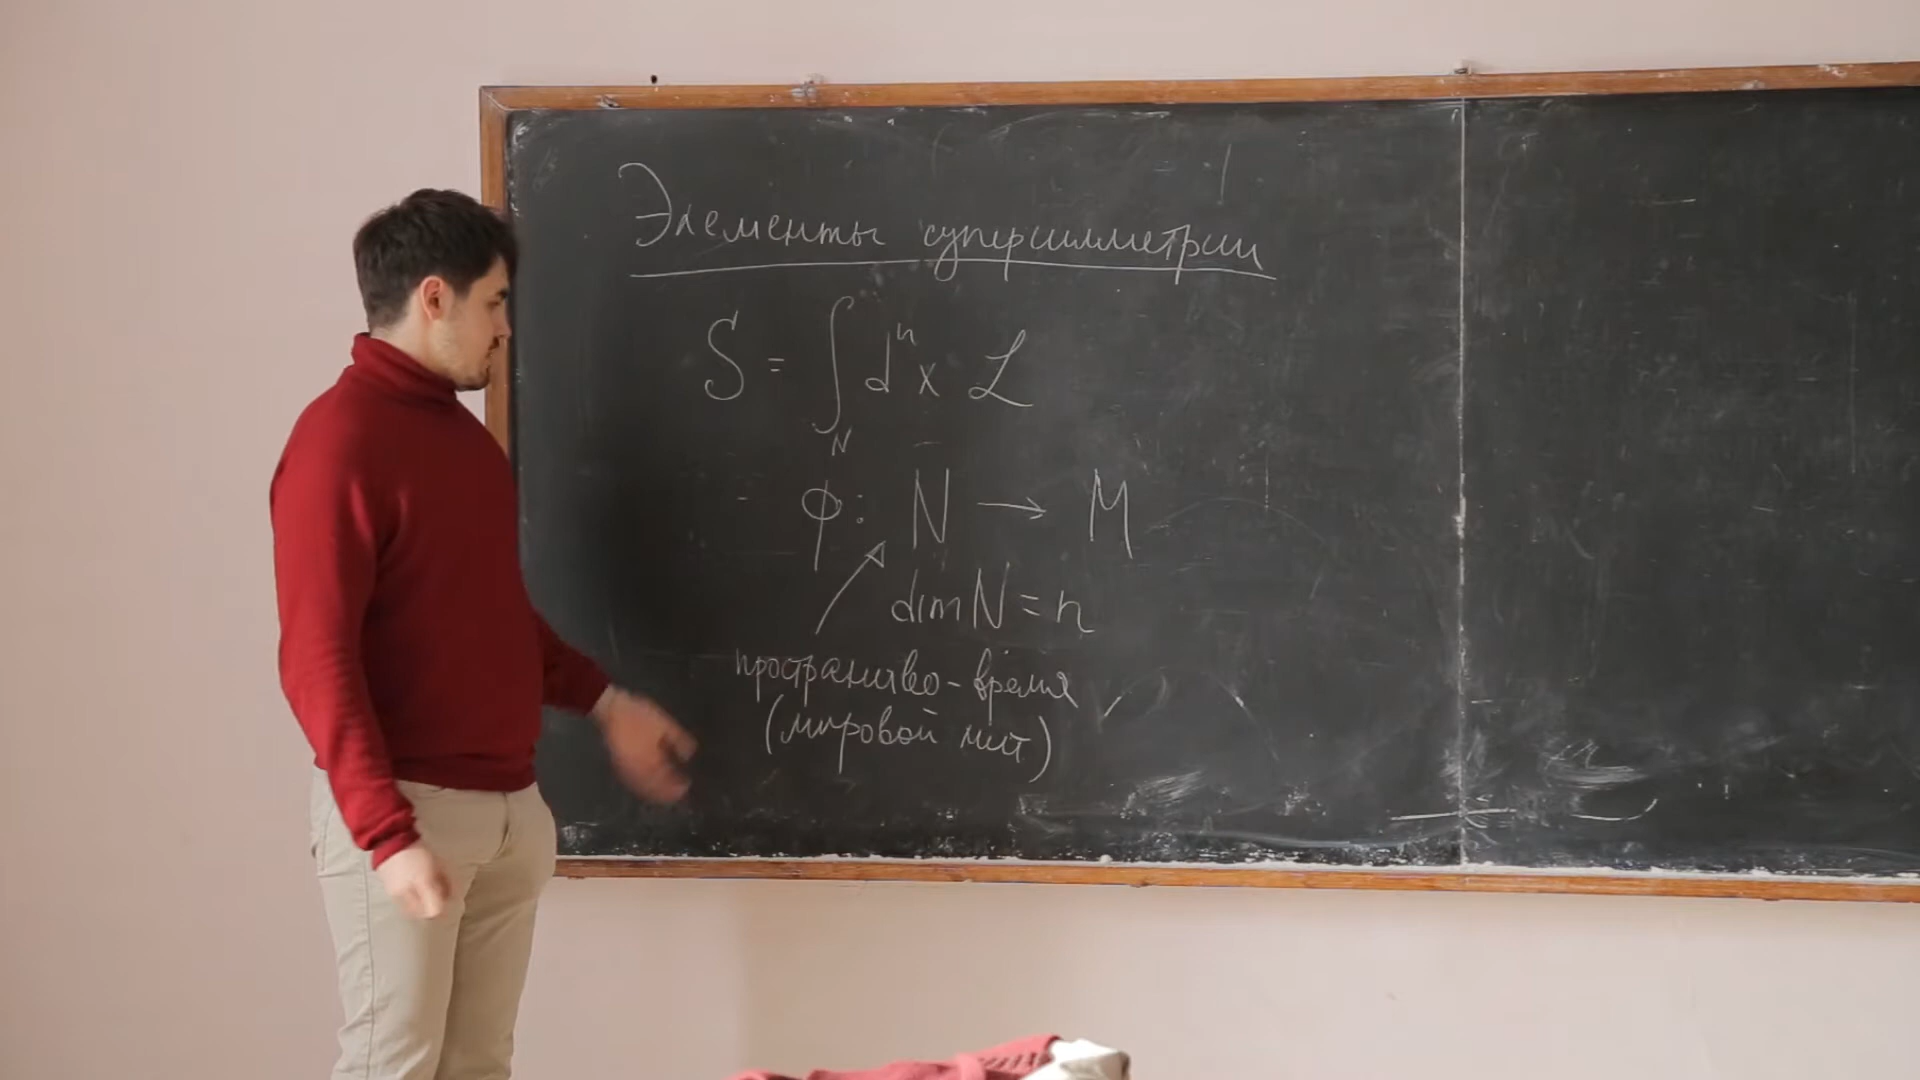 Элементы суперсимметрии
S = ∫_N dⁿx ℒ
φ: N → M
dim N = n
пространство-время
(мировой лист)